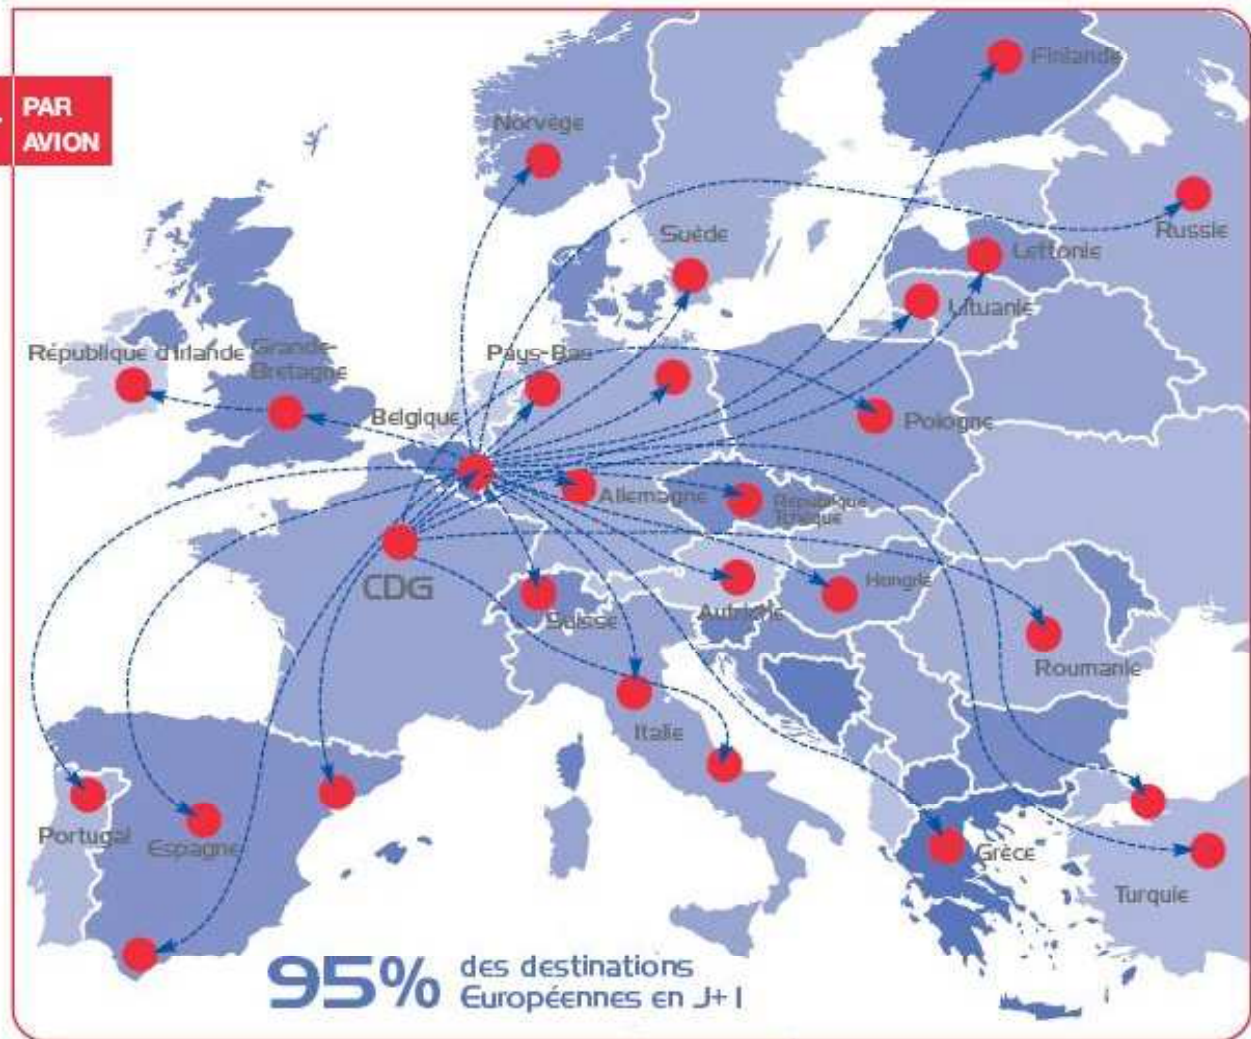 PAR
AVION
Finlande
Norvège
Russie
Suède
Lettonie
Lituanie
République d'Irlande
Grande-
Bretagne
Pays-Bas
Belgique
Pologne
Allemagne
République
Tchèque
CDG
Suisse
Autriche
Hongrie
Roumanie
Italie
Portugal
Espagne
Grèce
Turquie
95% des destinations
Européennes en J+1